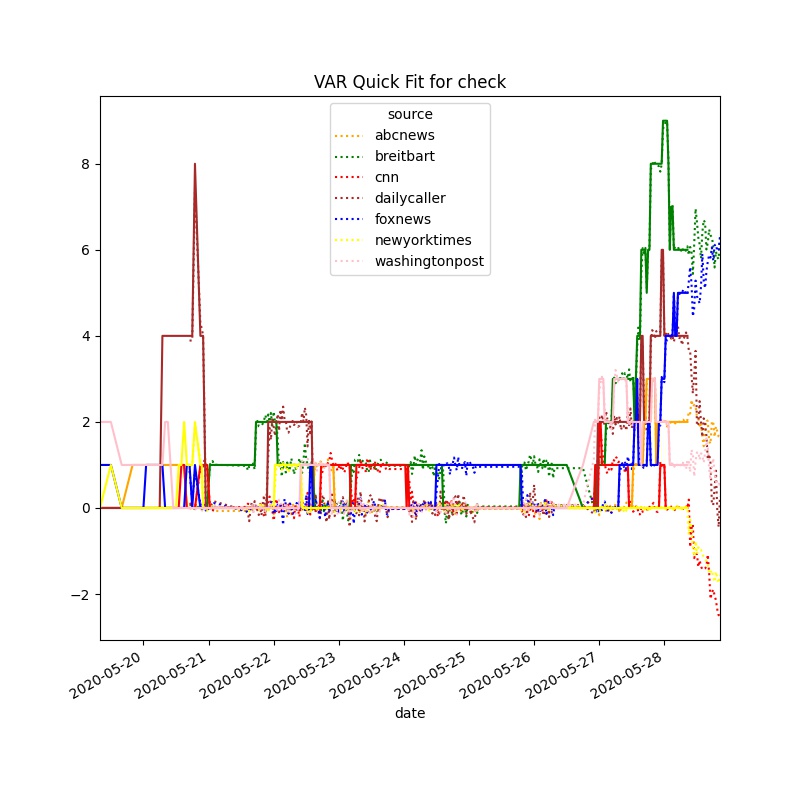 VAR Quick Fit for check
source
abcnews
breitbart
cnn
dailycaller
foxnews
newyorktimes
washingtonpost
8
6
4
2
0
−2
2020-05-20
2020-05-21
2020-05-22
2020-05-23
2020-05-24
2020-05-25
2020-05-26
2020-05-27
2020-05-28
date